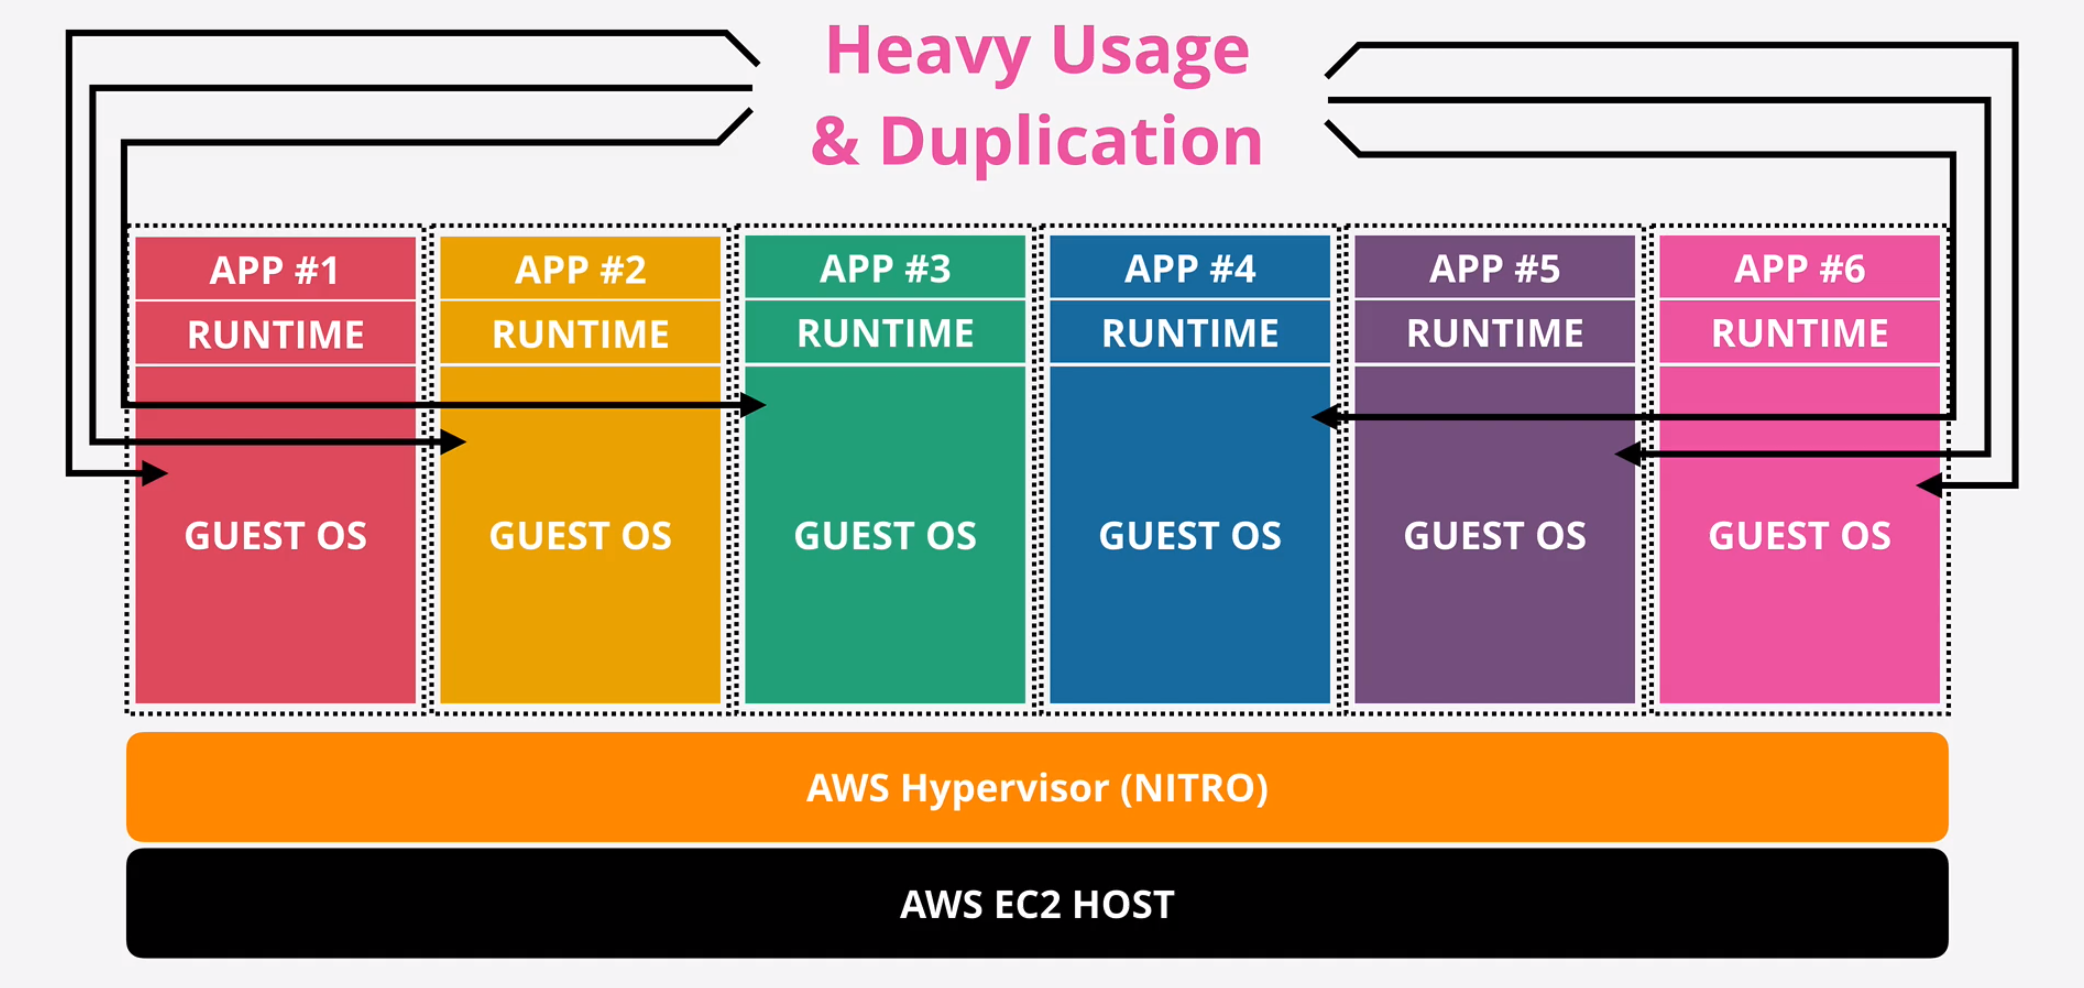 Heavy Usage
& Duplication
APP #1
RUNTIME
GUEST OS
APP #2
RUNTIME
GUEST OS
APP #3
RUNTIME
GUEST OS
APP #4
RUNTIME
GUEST OS
APP #5
RUNTIME
GUEST OS
APP #6
RUNTIME
GUEST OS
AWS Hypervisor (NITRO)
AWS EC2 HOST